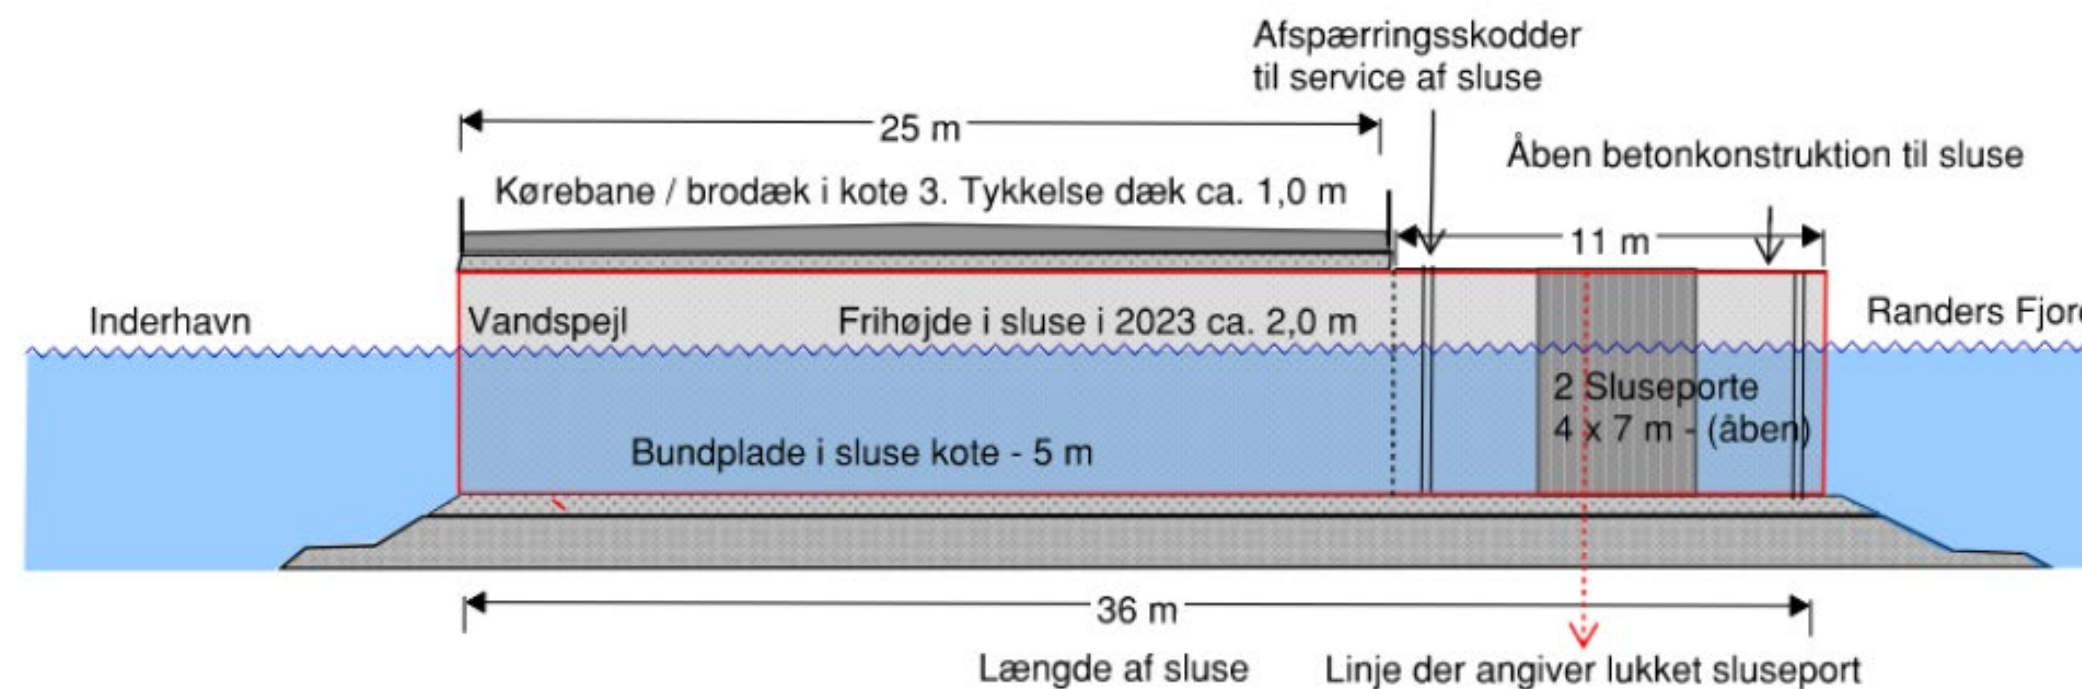 Afspærringsskodder
til service af sluse
25 m
Åben betonkonstruktion til sluse
Kørebane / brodæk i kote 3. Tykkelse dæk ca. 1,0 m
11 m
Inderhavn
Vandspejl
Frihøjde i sluse i 2023 ca. 2,0 m
Randers Fjord
2 Sluseporte
4 x 7 m - (åben)
Bundplade i sluse kote - 5 m
36 m
Længde af sluse
Linje der angiver lukket sluseport